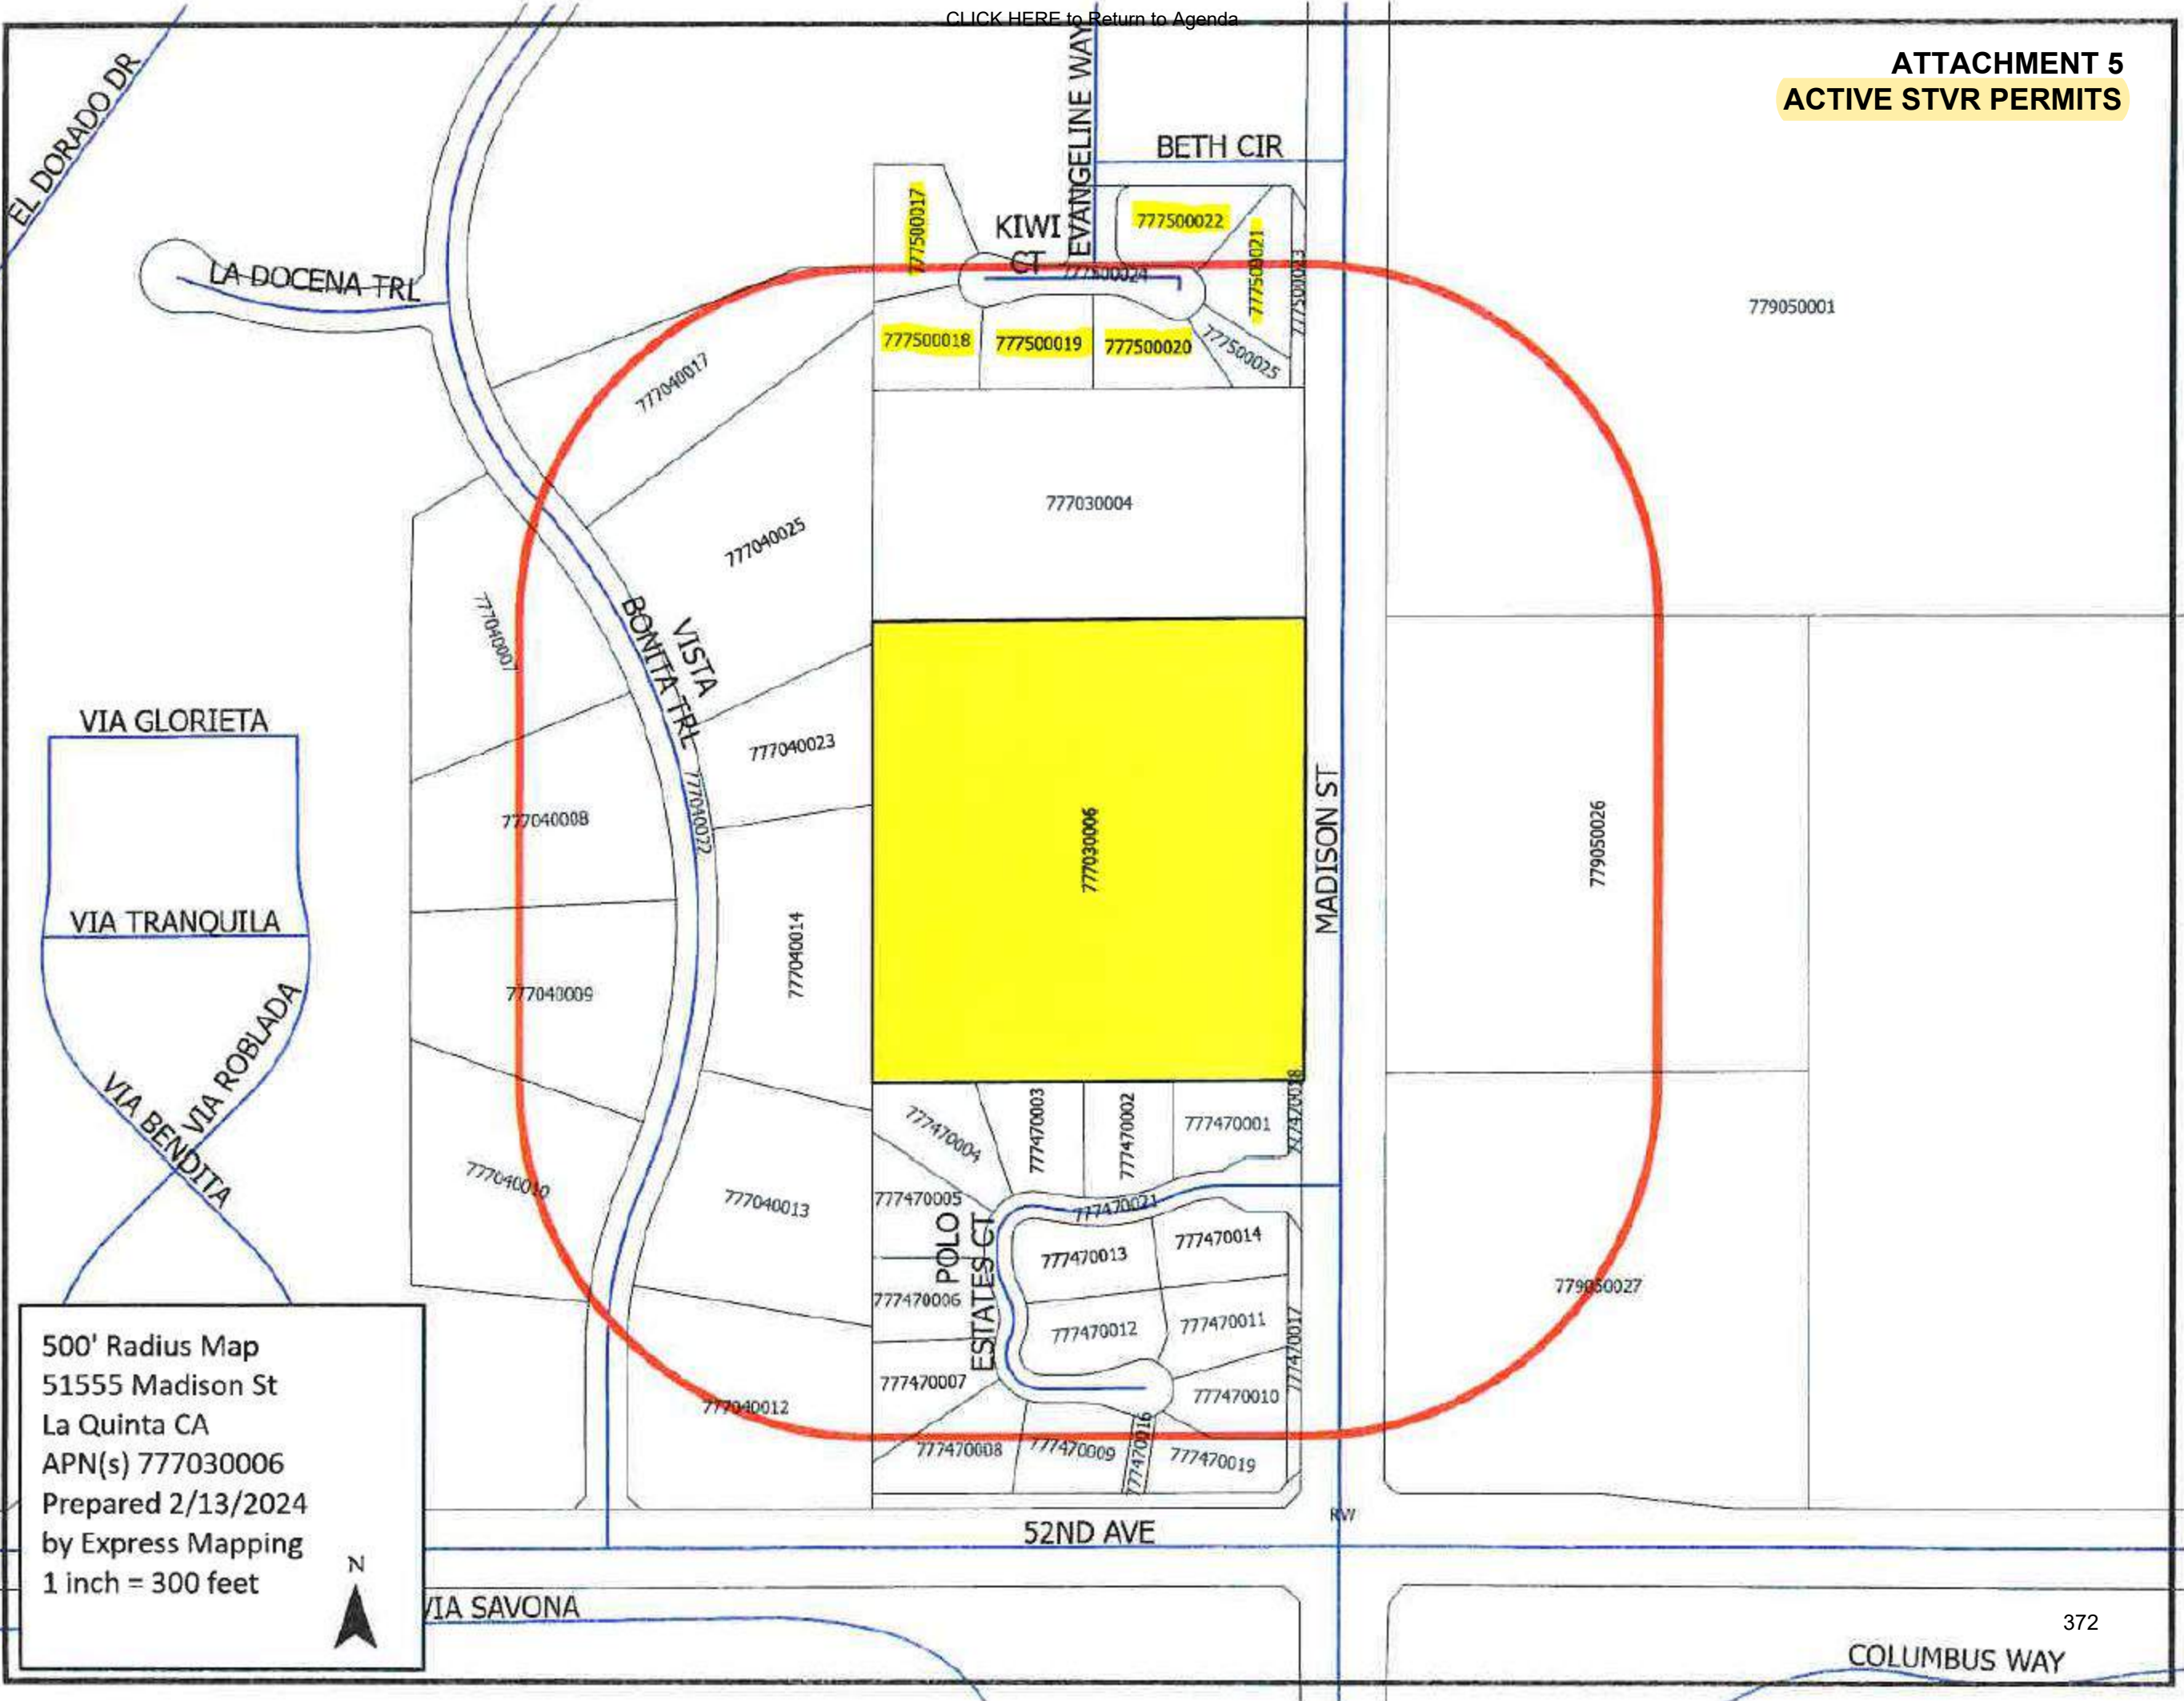 CLICK HERE to Return to Agenda
ATTACHMENT 5
ACTIVE STVR PERMITS
EL DORADO DR
EVANGELINE WAY
BETH CIR
777500017
KIWI
CT
777500022
777500021
777500023
777500024
LA DOCENA TRL
779050001
777500018
777500019
777500020
777500025
777040017
777030004
777040025
777040007
VISTA
BONITA TRL
VIA GLORIETA
777040023
777040022
777040008
777030006
MADISON ST
779050026
VIA TRANQUILA
777040014
777040009
VIA ROBLADA
VIA BENDITA
777470004
777470003
777470002
777470001
777470018
777040010
777040013
777470005
777470021
POLO
ESTATES CT
777470013
777470014
779050027
777470006
777470012
777470011
777470017
777470007
777470010
777040012
777470008
777470009
777470016
777470019
500' Radius Map
51555 Madison St
La Quinta CA
APN(s) 777030006
Prepared 2/13/2024
by Express Mapping
1 inch = 300 feet
N
RW
52ND AVE
VIA SAVONA
372
COLUMBUS WAY